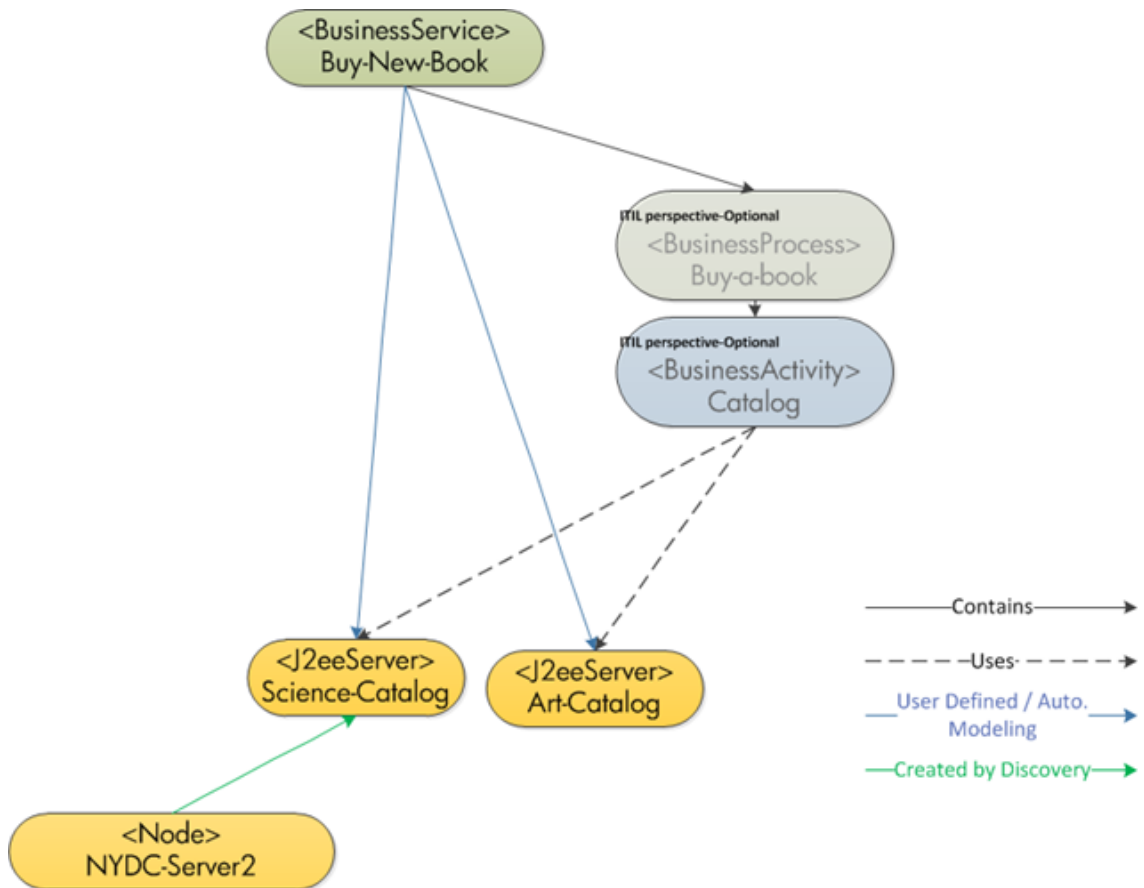 <BusinessService>
Buy-New-Book
ITIL perspective-Optional
<BusinessProcess>
Buy-a-book
ITIL perspective-Optional
<BusinessActivity>
Catalog
<J2eeServer>
Science-Catalog
<J2eeServer>
Art-Catalog
<Node>
NYDC-Server2
Contains
Uses
User Defined / Auto.
Modeling
Created by Discovery